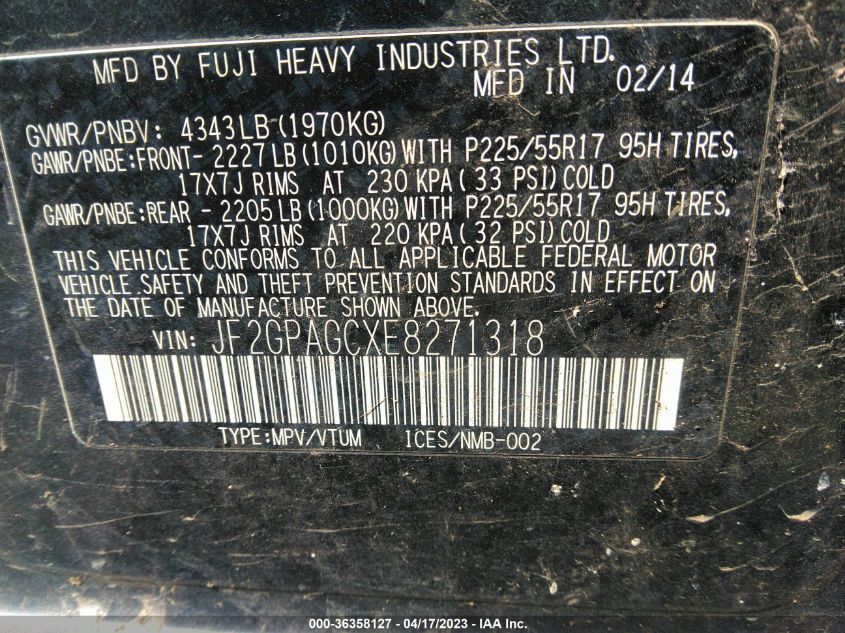 MFD BY FUJI HEAVY INDUSTRIES LTD.
MFD IN 02/14
GVWR/PNBV: 4343LB(1970KG)
GAWR/PNBE:FRONT- 2227LB(1010KG)WITH P225/55R17 95H TIRES,
17X7J RIMS AT 230 KPA(33 PSI)COLD
GAWR/PNBE:REAR - 2205LB(1000KG)WITH P225/55R17 95H TIRES,
17X7J RIMS AT 220 KPA(32 PSI)COLD
THIS VEHICLE CONFORMS TO ALL APPLICABLE FEDERAL MOTOR
VEHICLE SAFETY AND THEFT PREVENTION STANDARDS IN EFFECT ON
THE DATE OF MANUFACTURE SHOWN ABOVE.
VIN: JF2GPAGCXE8271318
TYPE:MPV/VTUM ICES/NMB-002
000-36358127 - 04/17/2023 - IAA Inc.